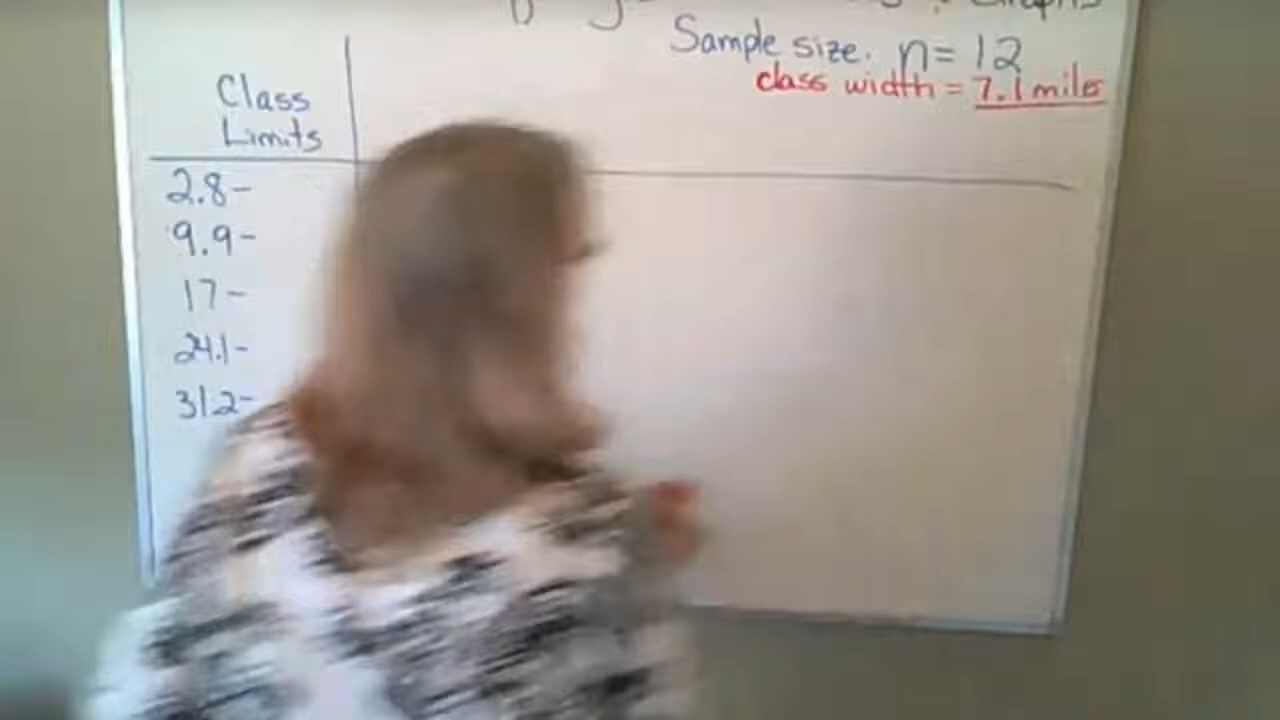 Graphs
Sample size. n= 12
class width = 7.1 miles
Class
Limits
2.8-
9.9-
17-
24.1-
31.2-